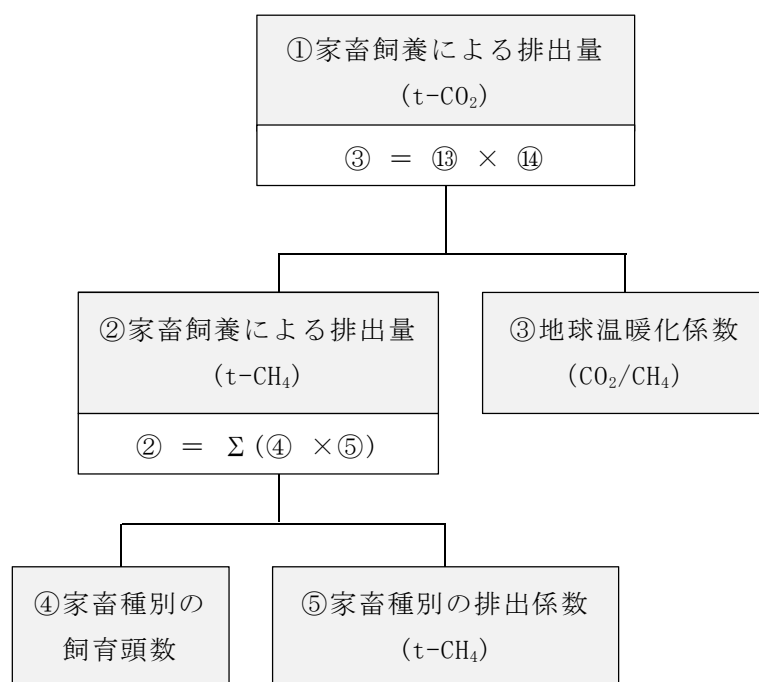 ①家畜飼養による排出量
(t-CO₂)
③ = ⑬ × ⑭
②家畜飼養による排出量
(t-CH₄)
② = Σ(④ ×⑤)
③地球温暖化係数
(CO₂/CH₄)
④家畜種別の
飼育頭数
⑤家畜種別の排出係数
(t-CH₄)